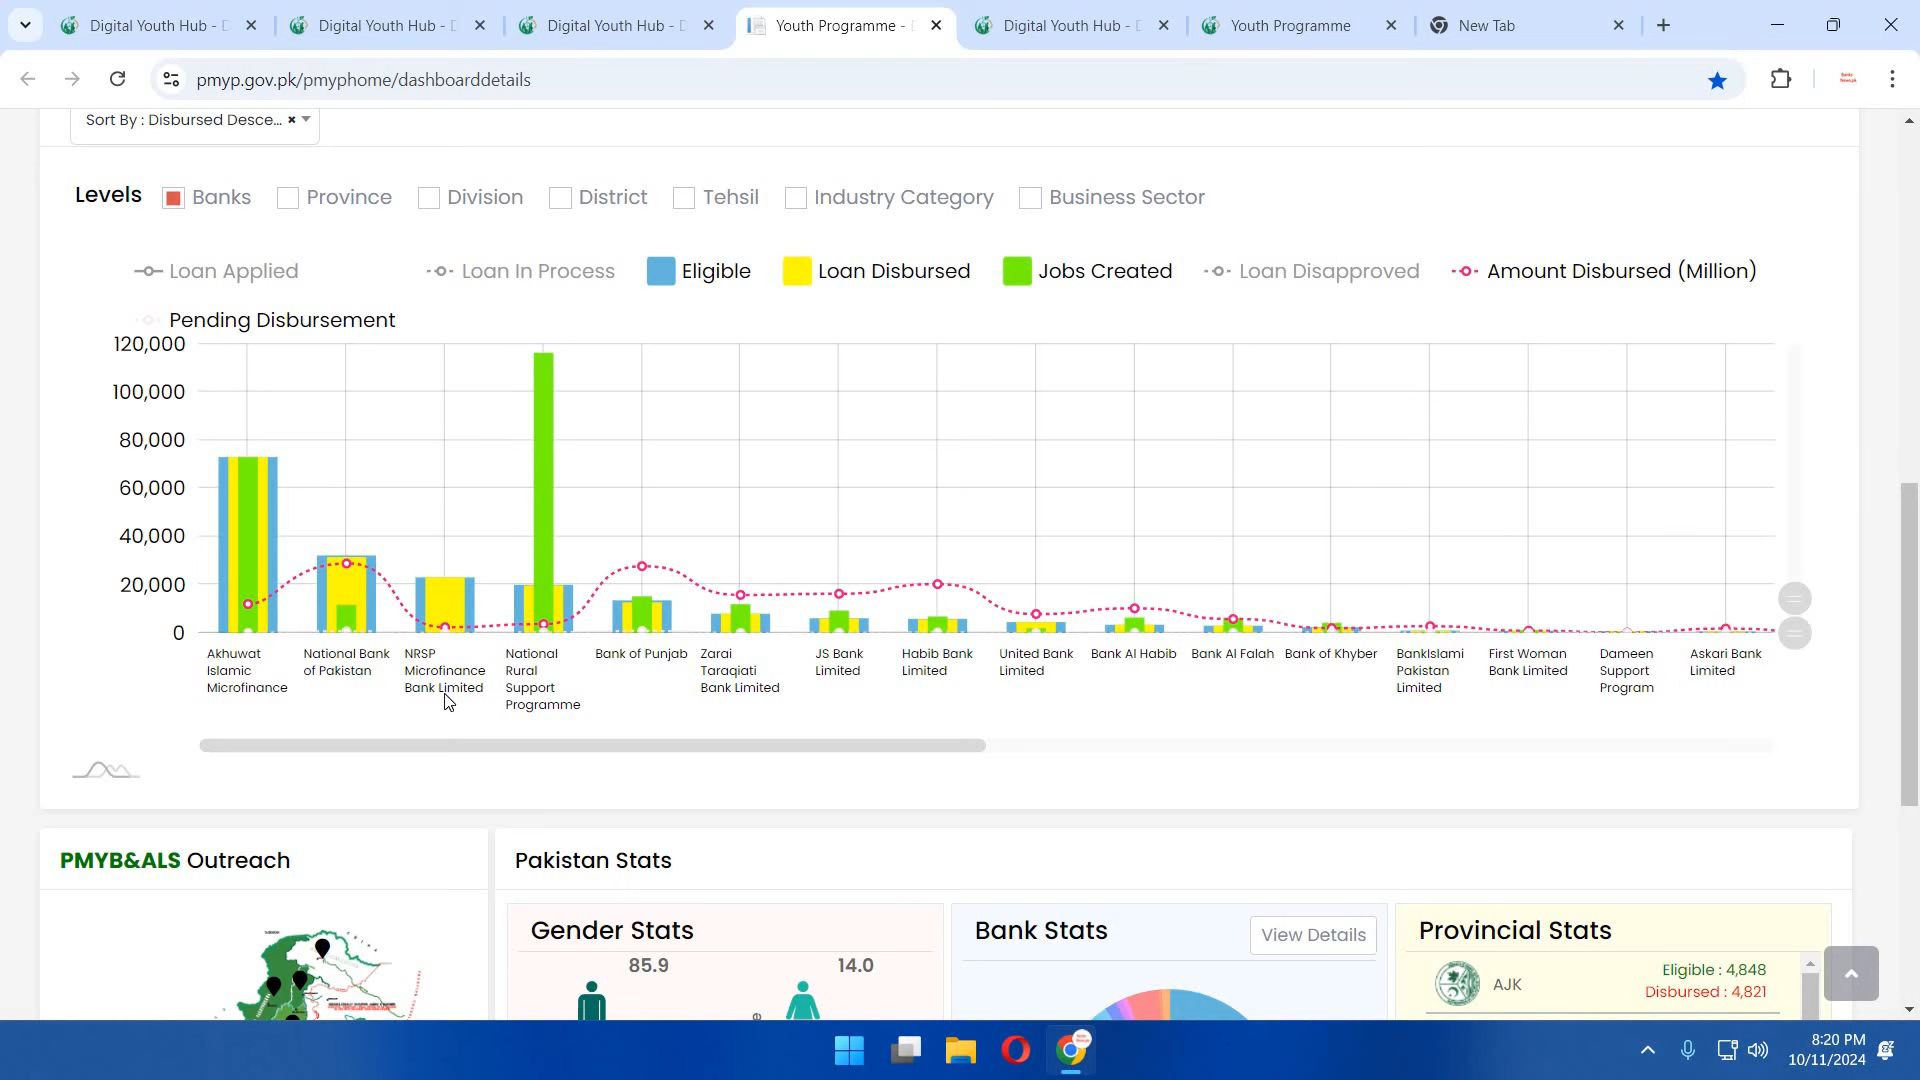 Digital Youth Hub - D
Digital Youth Hub - D
Digital Youth Hub - D
Youth Programme -
Digital Youth Hub - D
Youth Programme
New Tab
pmyp.gov.pk/pmyphome/dashboarddetails
Sort By : Disbursed Desce...
Levels Banks Province Division District Tehsil Industry Category Business Sector
Loan Applied Loan In Process Eligible Loan Disbursed Jobs Created Loan Disapproved Amount Disbursed (Million)
Pending Disbursement
120,000
100,000
80,000
60,000
40,000
20,000
0
Akhuwat
Islamic
Microfinance
National Bank
of Pakistan
NRSP
Microfinance
Bank Limited
National
Rural
Support
Programme
Bank of Punjab
Zarai
Taraqiati
Bank Limited
JS Bank
Limited
Habib Bank
Limited
United Bank
Limited
Bank Al Habib
Bank Al Falah
Bank of Khyber
BankIslami
Pakistan
Limited
First Woman
Bank Limited
Dameen
Support
Program
Askari Bank
Limited
PMYB&ALS Outreach
Pakistan Stats
Gender Stats
85.9 14.0
Bank Stats
View Details
Provincial Stats
AJK
Eligible : 4,848
Disbursed : 4,821
8:20 PM
10/11/2024